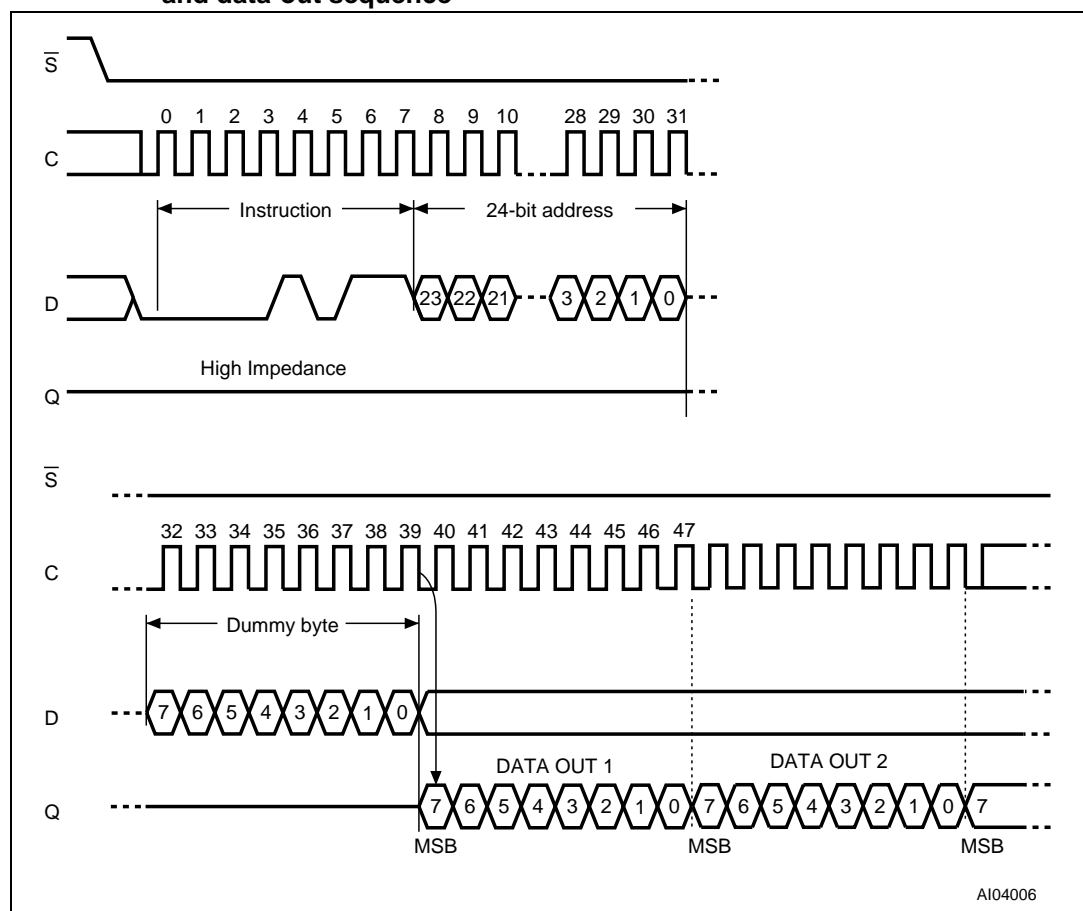 and data-out sequence
S
0 1 2 3 4 5 6 7 8 9 10 28 29 30 31
C
Instruction 24-bit address
D 23 22 21 3 2 1 0
High Impedance
Q
S
32 33 34 35 36 37 38 39 40 41 42 43 44 45 46 47
C
Dummy byte
D 7 6 5 4 3 2 1 0
DATA OUT 1 DATA OUT 2
Q 7 6 5 4 3 2 1 0 7 6 5 4 3 2 1 0 7
MSB MSB MSB
AI04006